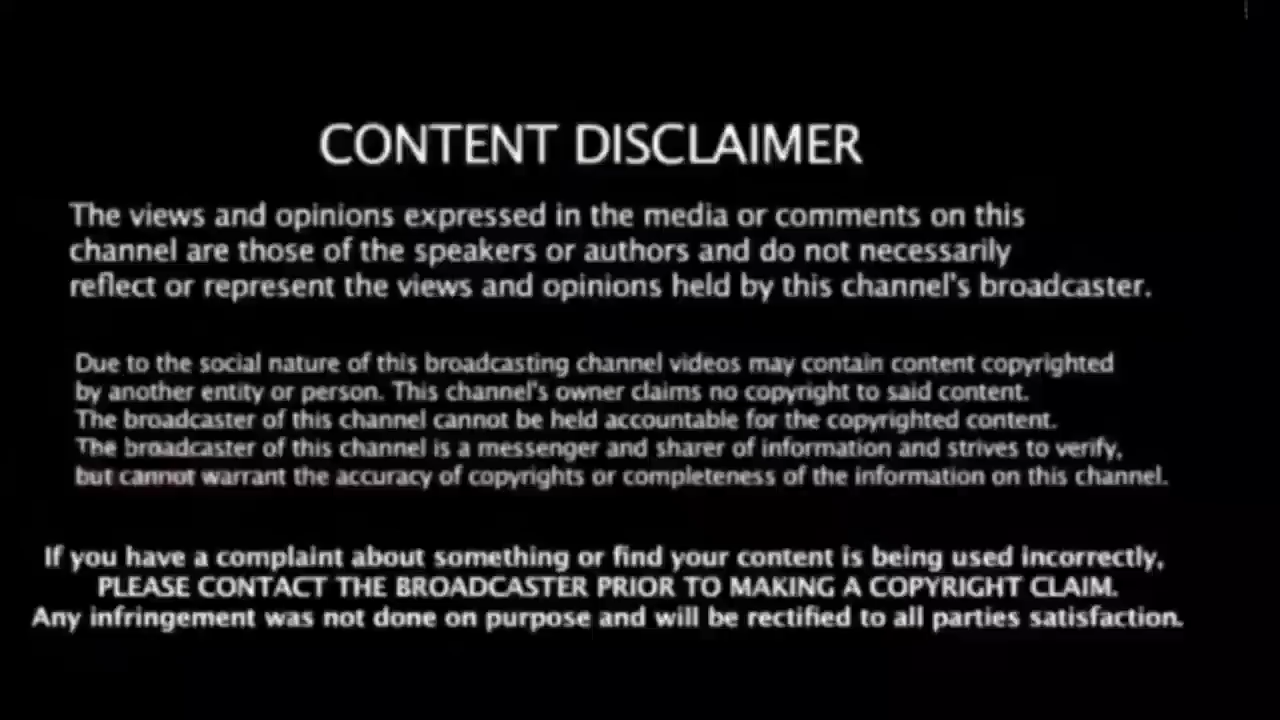 CONTENT DISCLAIMER
The views and opinions expressed in the media or comments on this
channel are those of the speakers or authors and do not necessarily
reflect or represent the views and opinions held by this channel's broadcaster.
Due to the social nature of this broadcasting channel videos may contain content copyrighted
by another entity or person. This channel's owner claims no copyright to said content.
The broadcaster of this channel cannot be held accountable for the copyrighted content.
The broadcaster of this channel is a messenger and sharer of information and strives to verify,
but cannot warrant the accuracy of copyrights or completeness of the information on this channel.
If you have a complaint about something or find your content is being used incorrectly,
PLEASE CONTACT THE BROADCASTER PRIOR TO MAKING A COPYRIGHT CLAIM.
Any infringement was not done on purpose and will be rectified to all parties satisfaction.